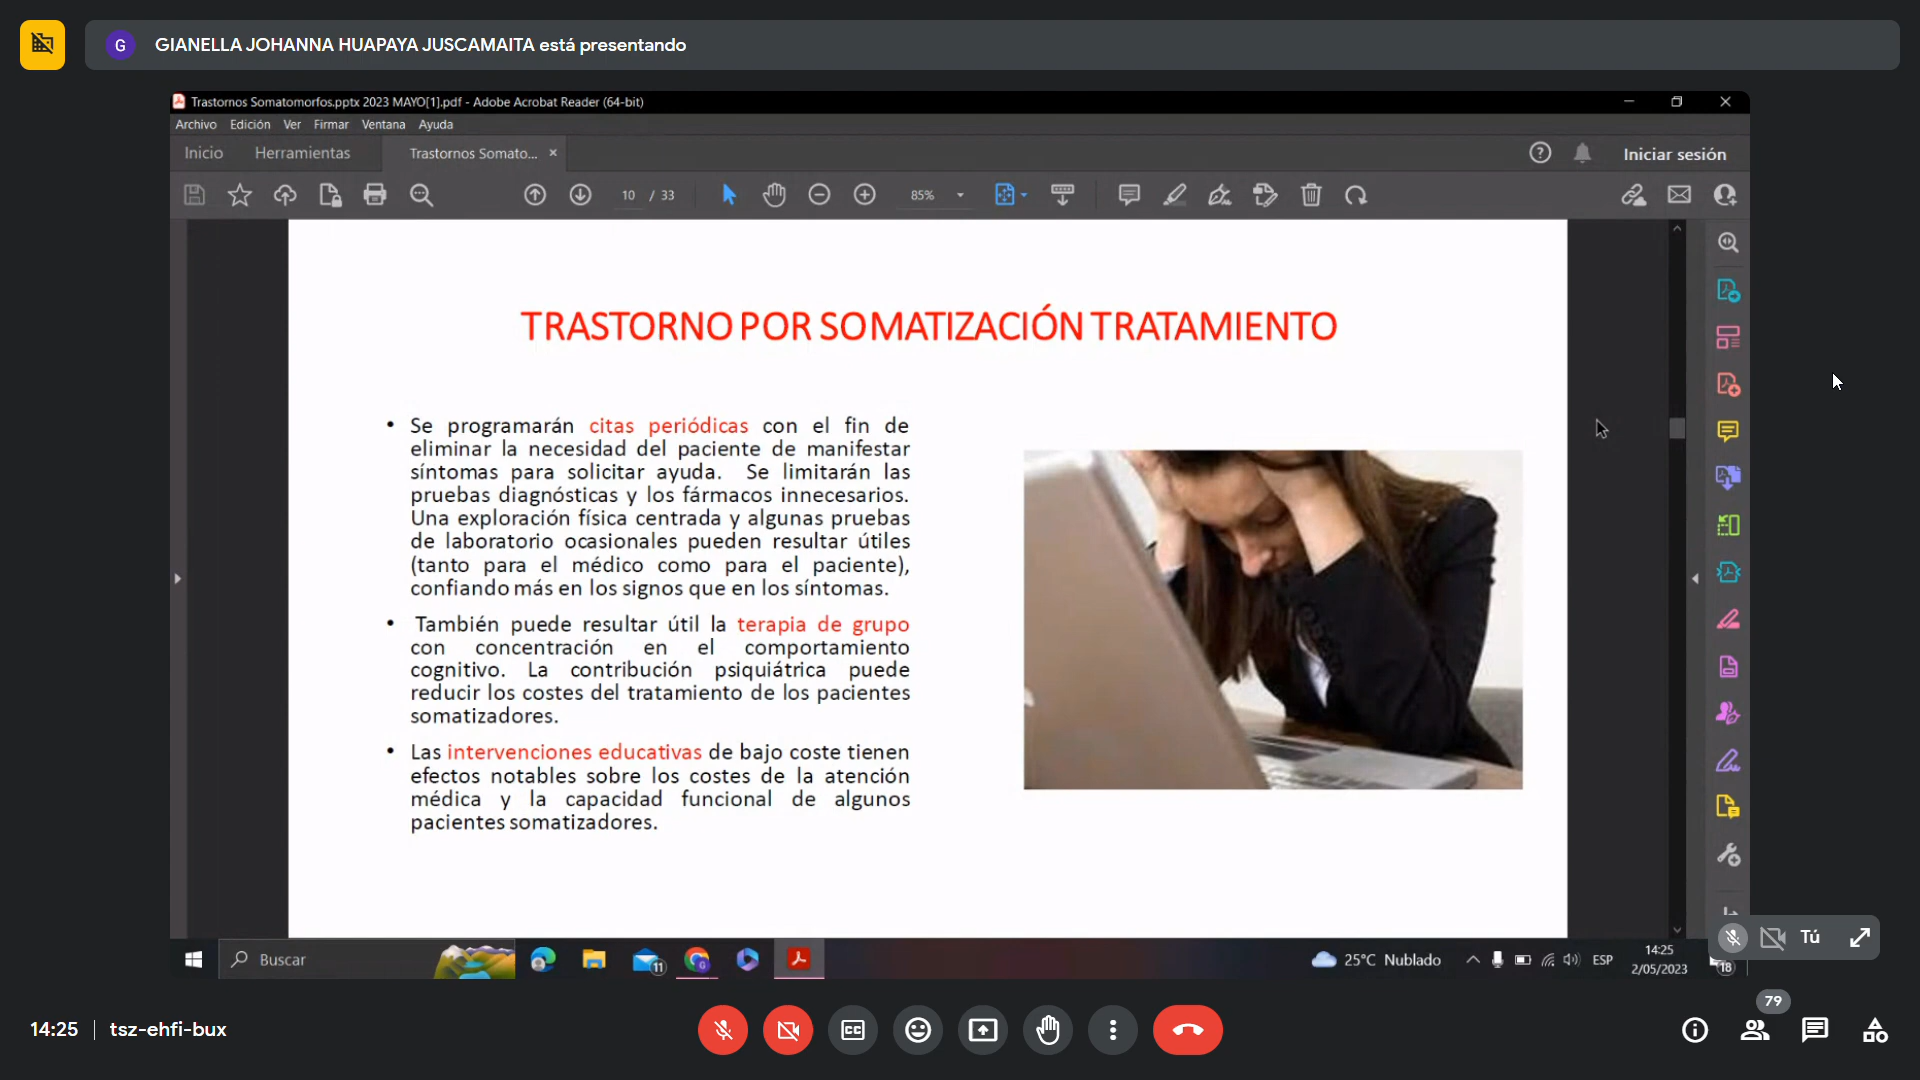 G GIANELLA JOHANNA HUAPAYA JUSCAMAITA está presentando
Trastornos Somatomorfos.pptx 2023 MAYO[1].pdf - Adobe Acrobat Reader (64-bit)
Archivo Edición Ver Firmar Ventana Ayuda
Inicio Herramientas Trastornos Somato... × Iniciar sesión
10 / 33 85%
TRASTORNO POR SOMATIZACIÓN TRATAMIENTO
• Se programarán citas periódicas con el fin de
eliminar la necesidad del paciente de manifestar
síntomas para solicitar ayuda. Se limitarán las
pruebas diagnósticas y los fármacos innecesarios.
Una exploración física centrada y algunas pruebas
de laboratorio ocasionales pueden resultar útiles
(tanto para el médico como para el paciente),
confiando más en los signos que en los síntomas.
• También puede resultar útil la terapia de grupo
con concentración en el comportamiento
cognitivo. La contribución psiquiátrica puede
reducir los costes del tratamiento de los pacientes
somatizadores.
• Las intervenciones educativas de bajo coste tienen
efectos notables sobre los costes de la atención
médica y la capacidad funcional de algunos
pacientes somatizadores.
Tú
Buscar 11 G 25°C Nublado ESP 14:25
2/05/2023 18
79
14:25 | tsz-ehfi-bux CC